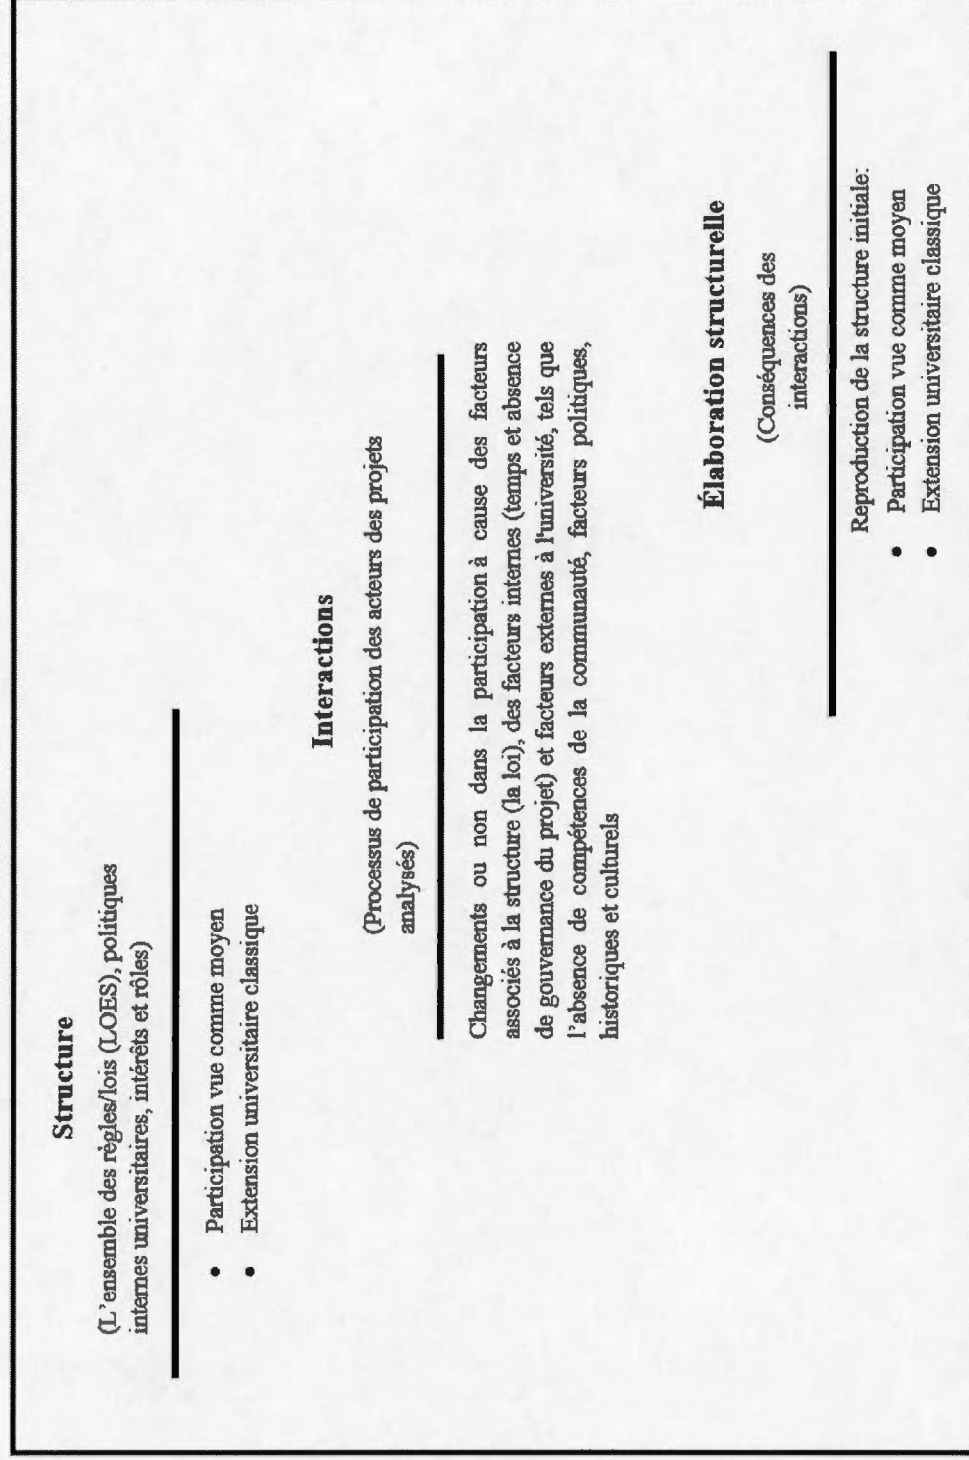 Structure
(L'ensemble des règles/lois (LOES), politiques
internes universitaires, intérêts et rôles)
• Participation vue comme moyen
• Extension universitaire classique
Interactions
(Processus de participation des acteurs des projets
analysés)
Changements ou non dans la participation à cause des facteurs
associés à la structure (la loi), des facteurs internes (temps et absence
de gouvernance du projet) et facteurs externes à l'université, tels que
l'absence de compétences de la communauté, facteurs politiques,
historiques et culturels
Élaboration structurelle
(Conséquences des
interactions)
Reproduction de la structure initiale:
• Participation vue comme moyen
• Extension universitaire classique